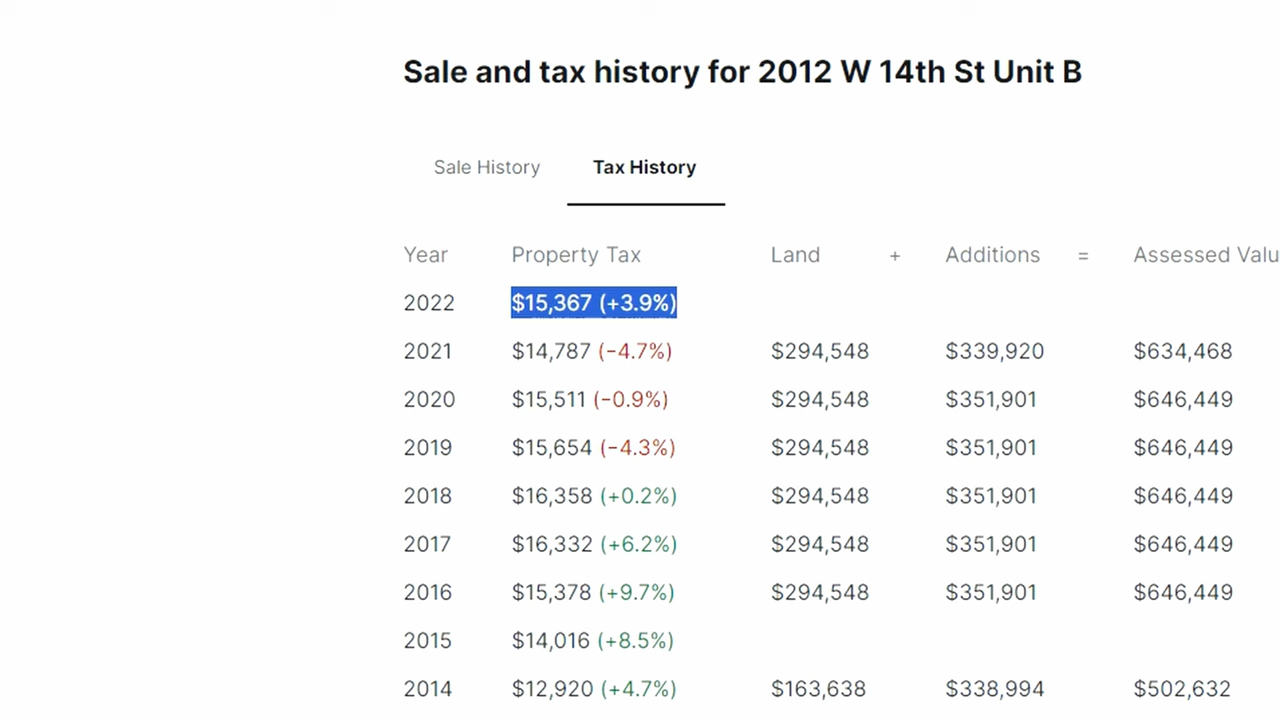 Sale and tax history for 2012 W 14th St Unit B
Sale History Tax History
Year Property Tax Land + Additions = Assessed Valu
2022 $15,367 (+3.9%)
2021 $14,787 (−4.7%) $294,548 $339,920 $634,468
2020 $15,511 (−0.9%) $294,548 $351,901 $646,449
2019 $15,654 (−4.3%) $294,548 $351,901 $646,449
2018 $16,358 (+0.2%) $294,548 $351,901 $646,449
2017 $16,332 (+6.2%) $294,548 $351,901 $646,449
2016 $15,378 (+9.7%) $294,548 $351,901 $646,449
2015 $14,016 (+8.5%)
2014 $12,920 (+4.7%) $163,638 $338,994 $502,632